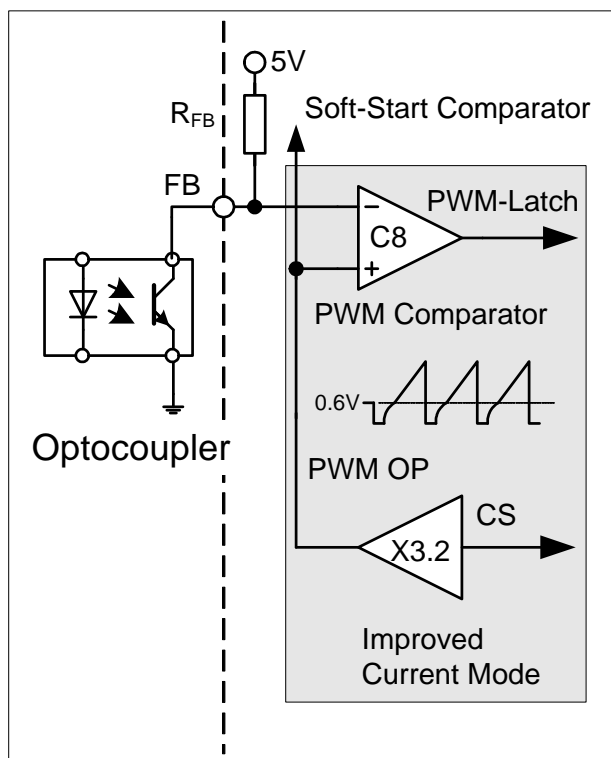 5V
R_FB
Soft-Start Comparator
FB
PWM-Latch
−
C8
+
PWM Comparator
0.6V
Optocoupler
PWM OP
CS
X3.2
Improved
Current Mode